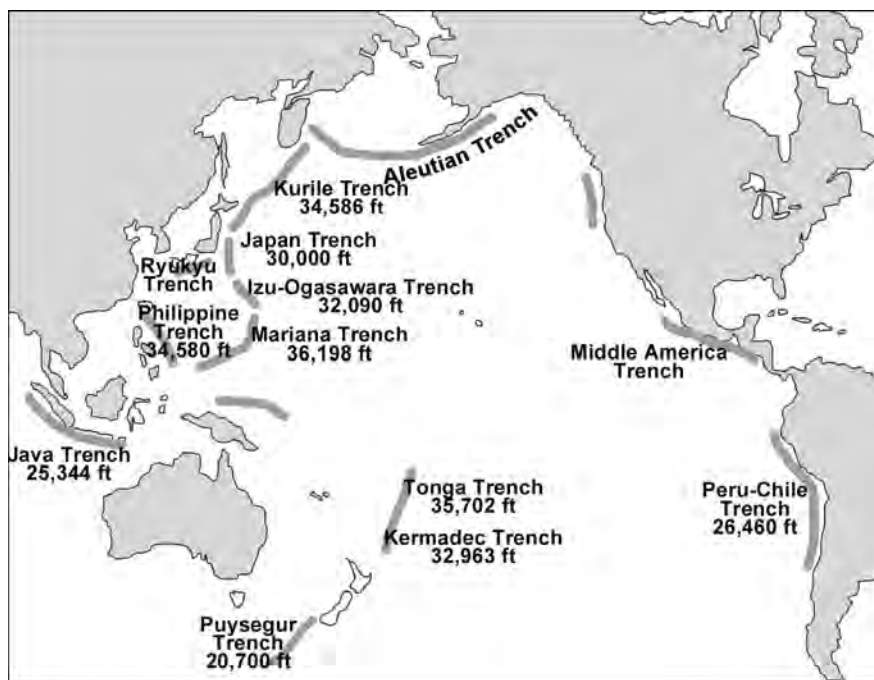 Aleutian Trench
Kurile Trench
34,586 ft
Japan Trench
30,000 ft
Ryukyu
Trench
Izu-Ogasawara Trench
32,090 ft
Philippine
Trench
34,580 ft
Mariana Trench
36,198 ft
Middle America
Trench
Java Trench
25,344 ft
Tonga Trench
35,702 ft
Peru-Chile
Trench
26,460 ft
Kermadec Trench
32,963 ft
Puysegur
Trench
20,700 ft